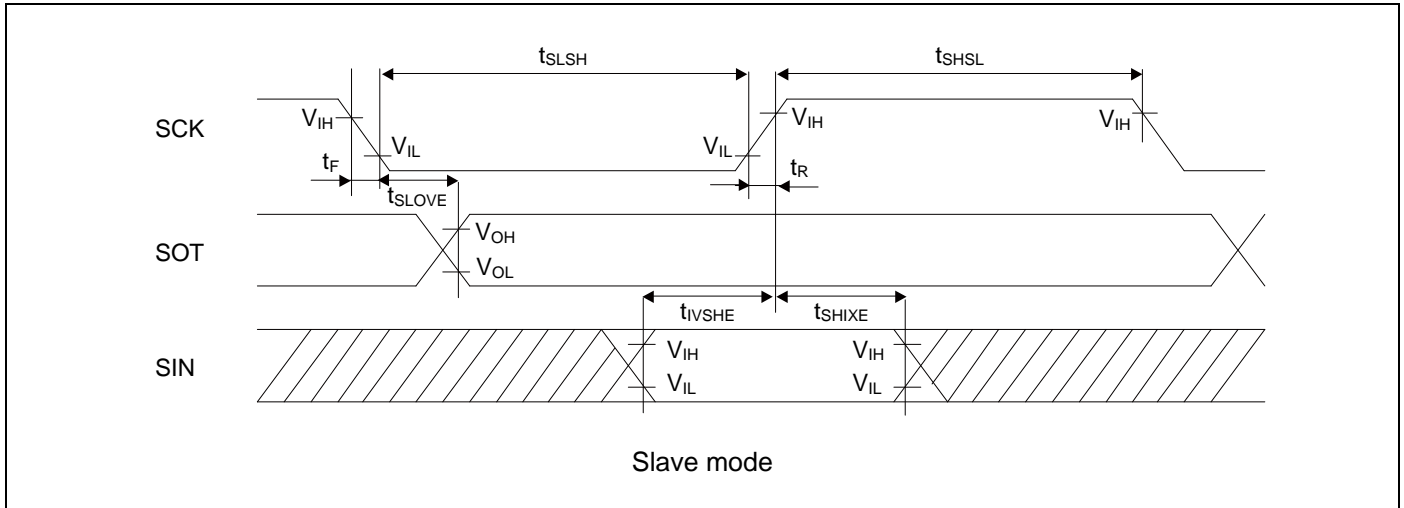 tSLSH
tSHSL
SCK
VIH
VIL
VIL
VIH
VIH
tF
tR
tSLOVE
SOT
VOH
VOL
tIVSHE
tSHIXE
SIN
VIH
VIH
VIL
VIL
Slave mode